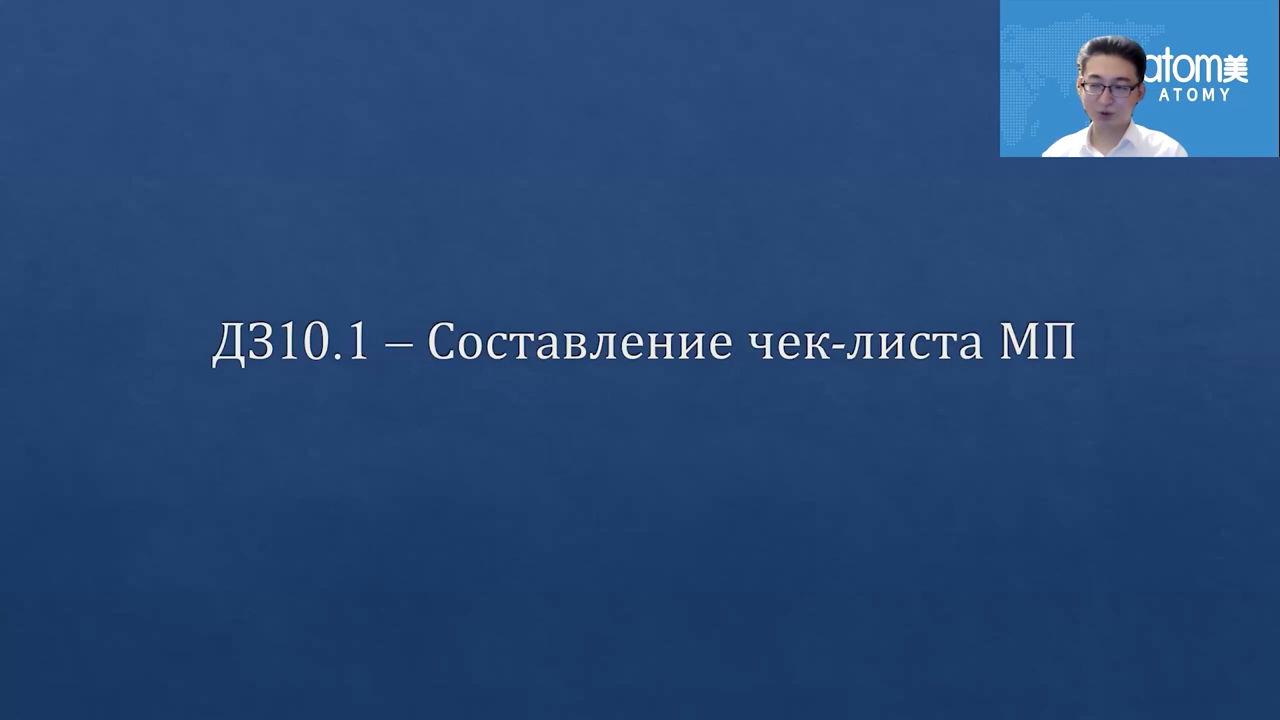 atom美
ATOMY
ДЗ10.1 – Составление чек-листа МП